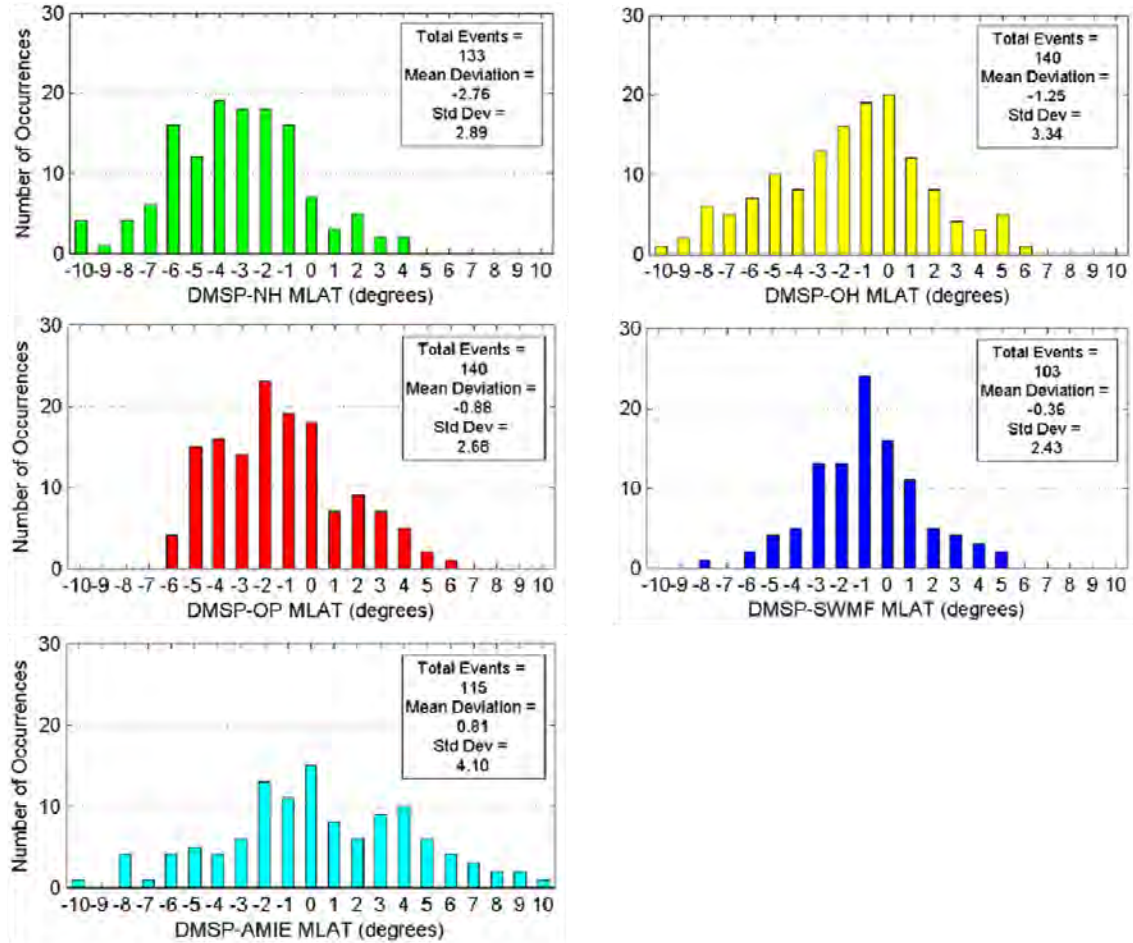 30
20
10
0
Number of Occurrences
Total Events =
133
Mean Deviation =
-2.76
Std Dev =
2.89
-10 -9 -8 -7 -6 -5 -4 -3 -2 -1 0 1 2 3 4 5 6 7 8 9 10
DMSP-NH MLAT (degrees)
30
20
10
0
Total Events =
140
Mean Deviation =
-1.25
Std Dev =
3.34
-10 -9 -8 -7 -6 -5 -4 -3 -2 -1 0 1 2 3 4 5 6 7 8 9 10
DMSP-OH MLAT (degrees)
30
20
10
0
Number of Occurrences
Total Events =
140
Mean Deviation =
-0.88
Std Dev =
2.68
-10 -9 -8 -7 -6 -5 -4 -3 -2 -1 0 1 2 3 4 5 6 7 8 9 10
DMSP-OP MLAT (degrees)
30
20
10
0
Total Events =
103
Mean Deviation =
-0.36
Std Dev =
2.43
-10 -9 -8 -7 -6 -5 -4 -3 -2 -1 0 1 2 3 4 5 6 7 8 9 10
DMSP-SWMF MLAT (degrees)
30
20
10
0
Number of Occurrences
Total Events =
115
Mean Deviation =
0.81
Std Dev =
4.10
-10 -9 -8 -7 -6 -5 -4 -3 -2 -1 0 1 2 3 4 5 6 7 8 9 10
DMSP-AMIE MLAT (degrees)